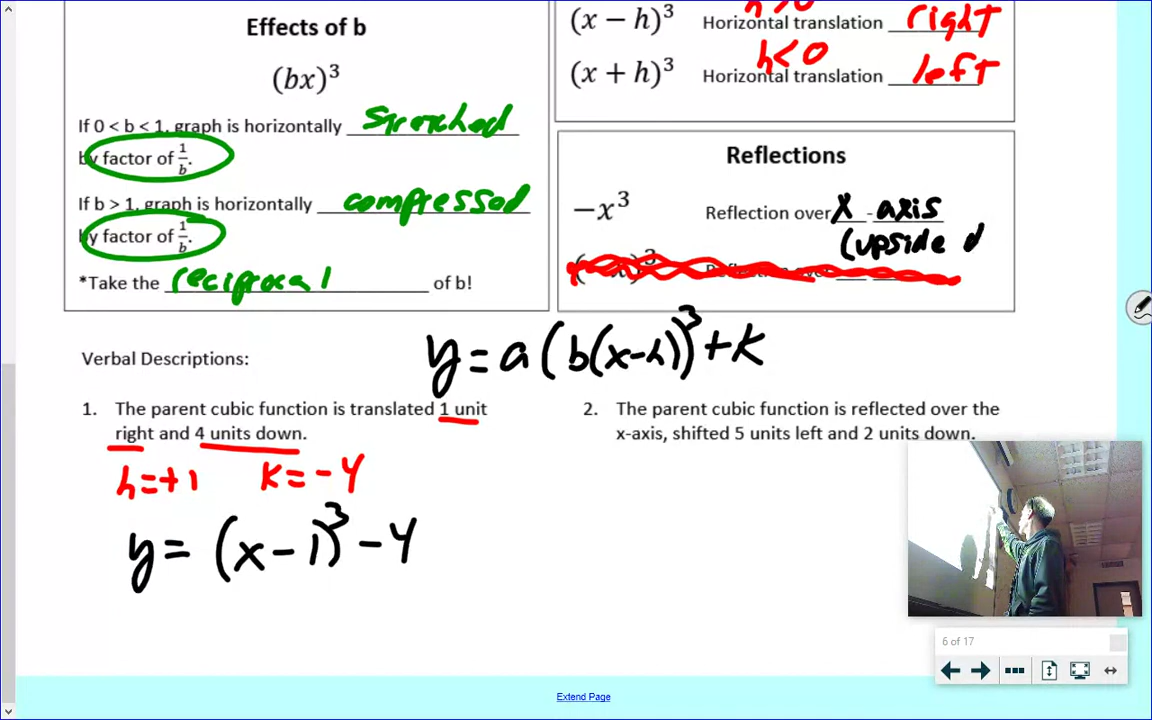 Effects of b
(bx)³
If 0 < b < 1, graph is horizontally stretched
by factor of 1/b.
If b > 1, graph is horizontally compressed
by factor of 1/b.
*Take the reciprocal of b!
(x − h)³ Horizontal translation right
h<0
(x + h)³ Horizontal translation left
Reflections
−x³ Reflection over x -axis
(upside d
y = a(b(x-h))³+k
Verbal Descriptions:
1. The parent cubic function is translated 1 unit
right and 4 units down.
h=+1 k=-4
y = (x-1)³-4
2. The parent cubic function is reflected over the
x-axis, shifted 5 units left and 2 units down.
6 of 17
Extend Page